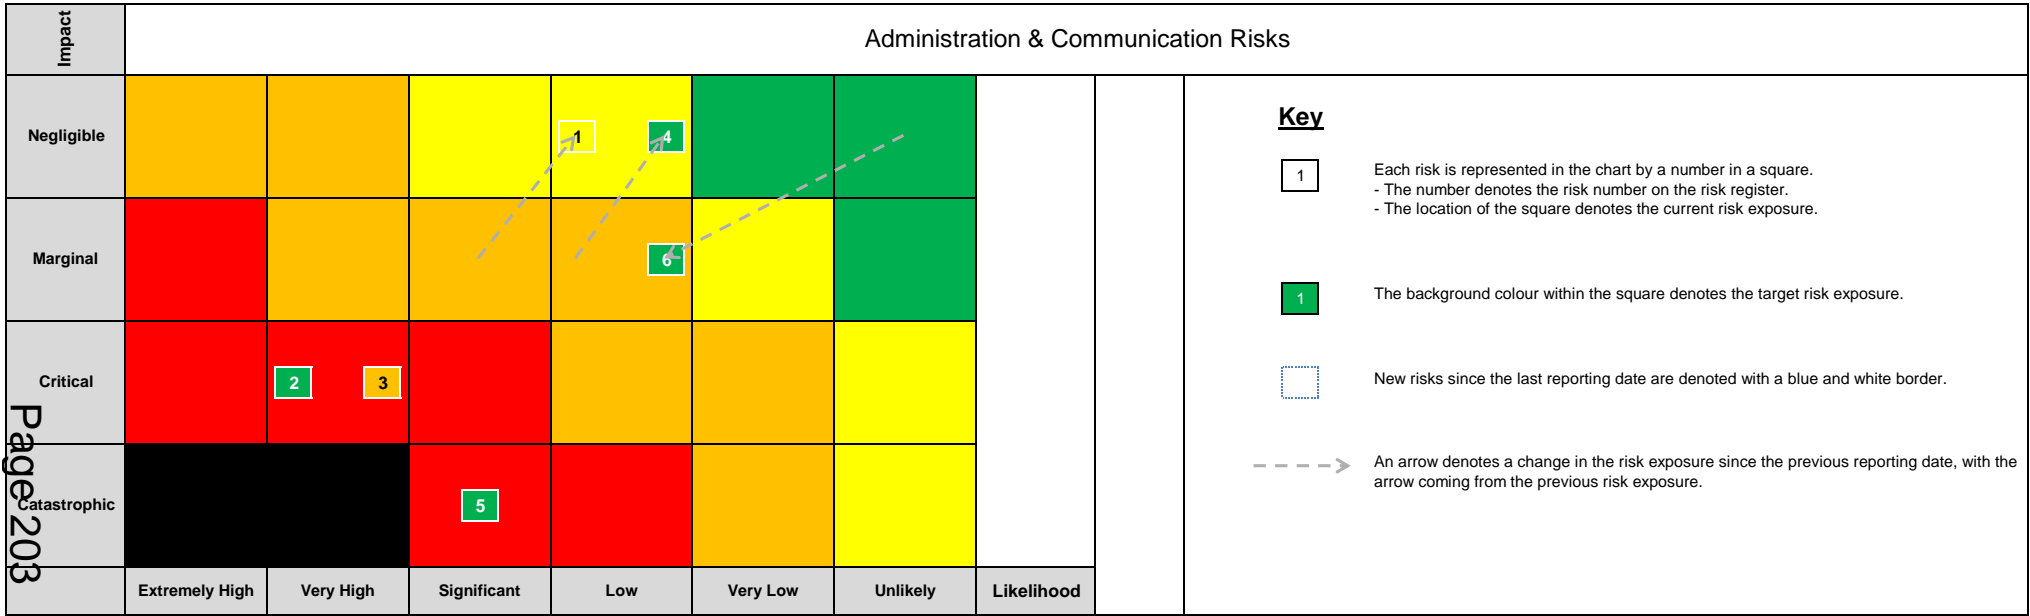 Impact
Administration & Communication Risks
Negligible
1
4
Marginal
6
Critical
2
3
Catastrophic
5
Extremely High
Very High
Significant
Low
Very Low
Unlikely
Likelihood
Key
1
Each risk is represented in the chart by a number in a square.
- The number denotes the risk number on the risk register.
- The location of the square denotes the current risk exposure.
1
The background colour within the square denotes the target risk exposure.
New risks since the last reporting date are denoted with a blue and white border.
An arrow denotes a change in the risk exposure since the previous reporting date, with the
arrow coming from the previous risk exposure.
Page 203